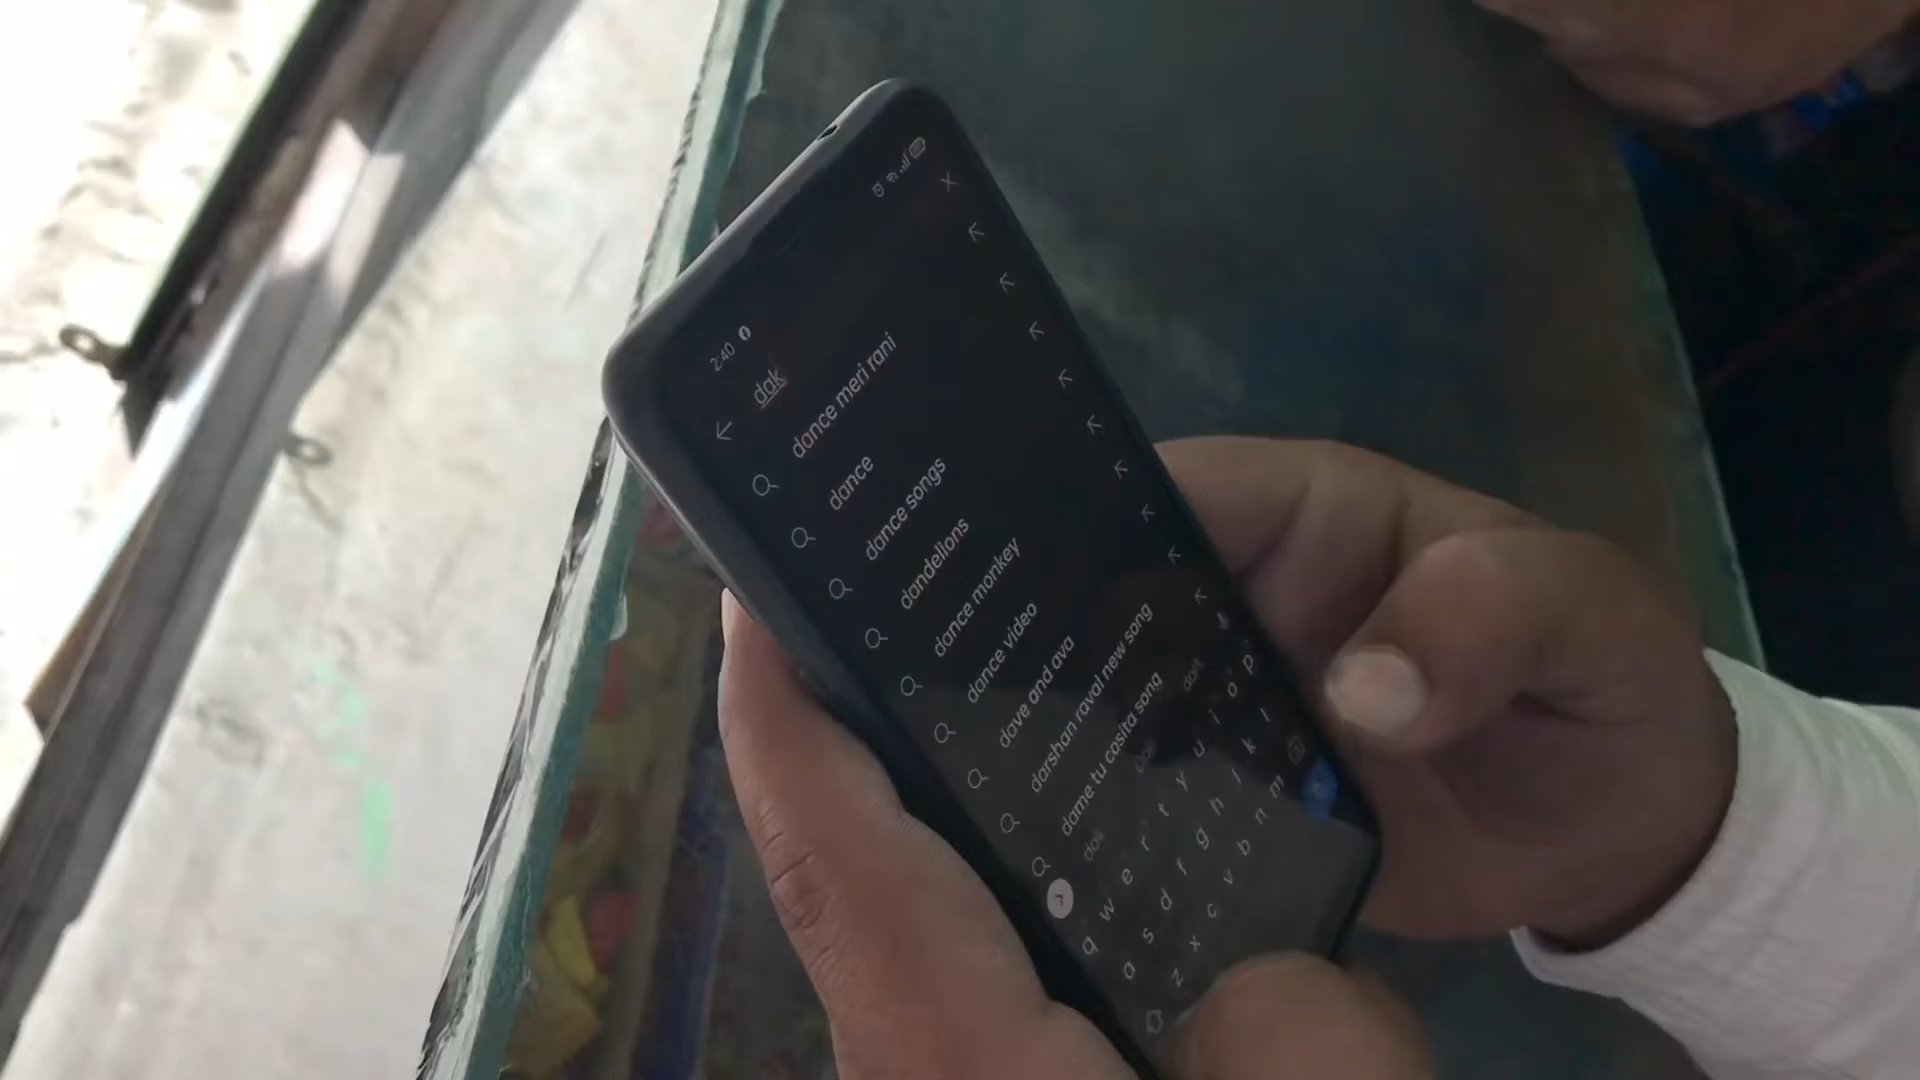 2:40
dak
dance meri rani
dance
dance songs
dandelions
dance monkey
dance video
dave and ava
darshan raval new song
dame tu cosita song
dark
q w e r t y u i o p
a s d f g h j k l
z x c v b n m